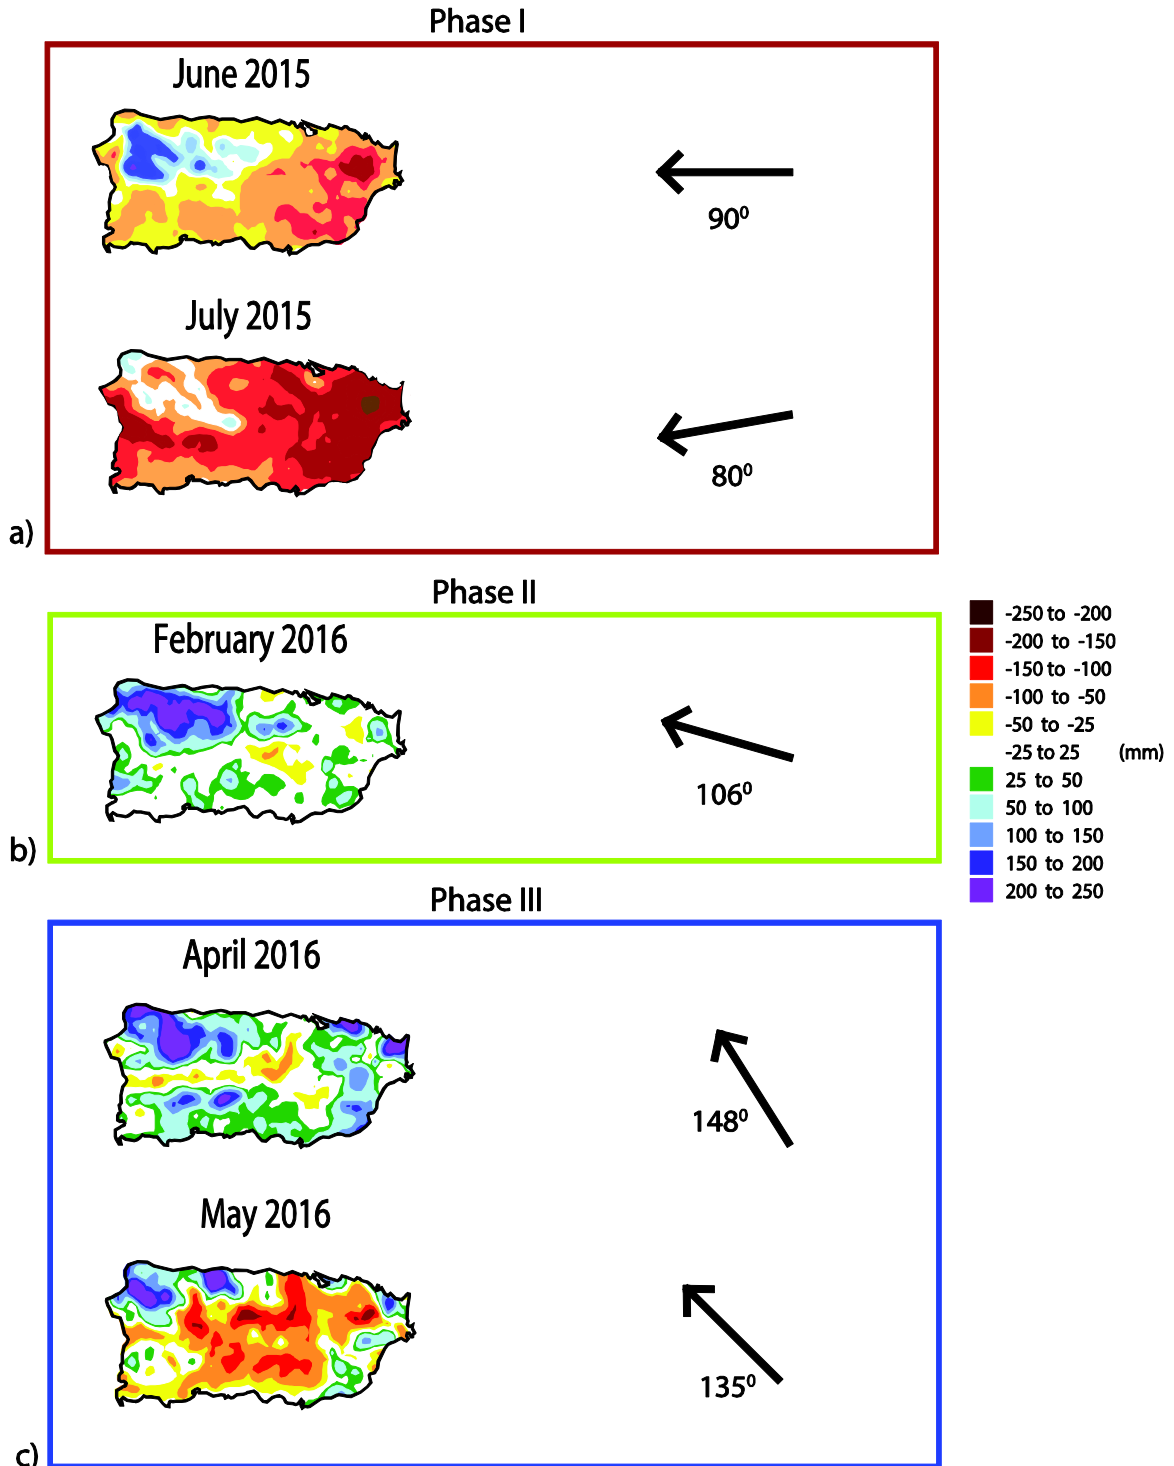 Phase I
June 2015
90⁰
July 2015
80⁰
a)
Phase II
February 2016
106⁰
b)
-250 to -200
-200 to -150
-150 to -100
-100 to -50
-50 to -25
-25 to 25 (mm)
25 to 50
50 to 100
100 to 150
150 to 200
200 to 250
Phase III
April 2016
148⁰
May 2016
135⁰
c)